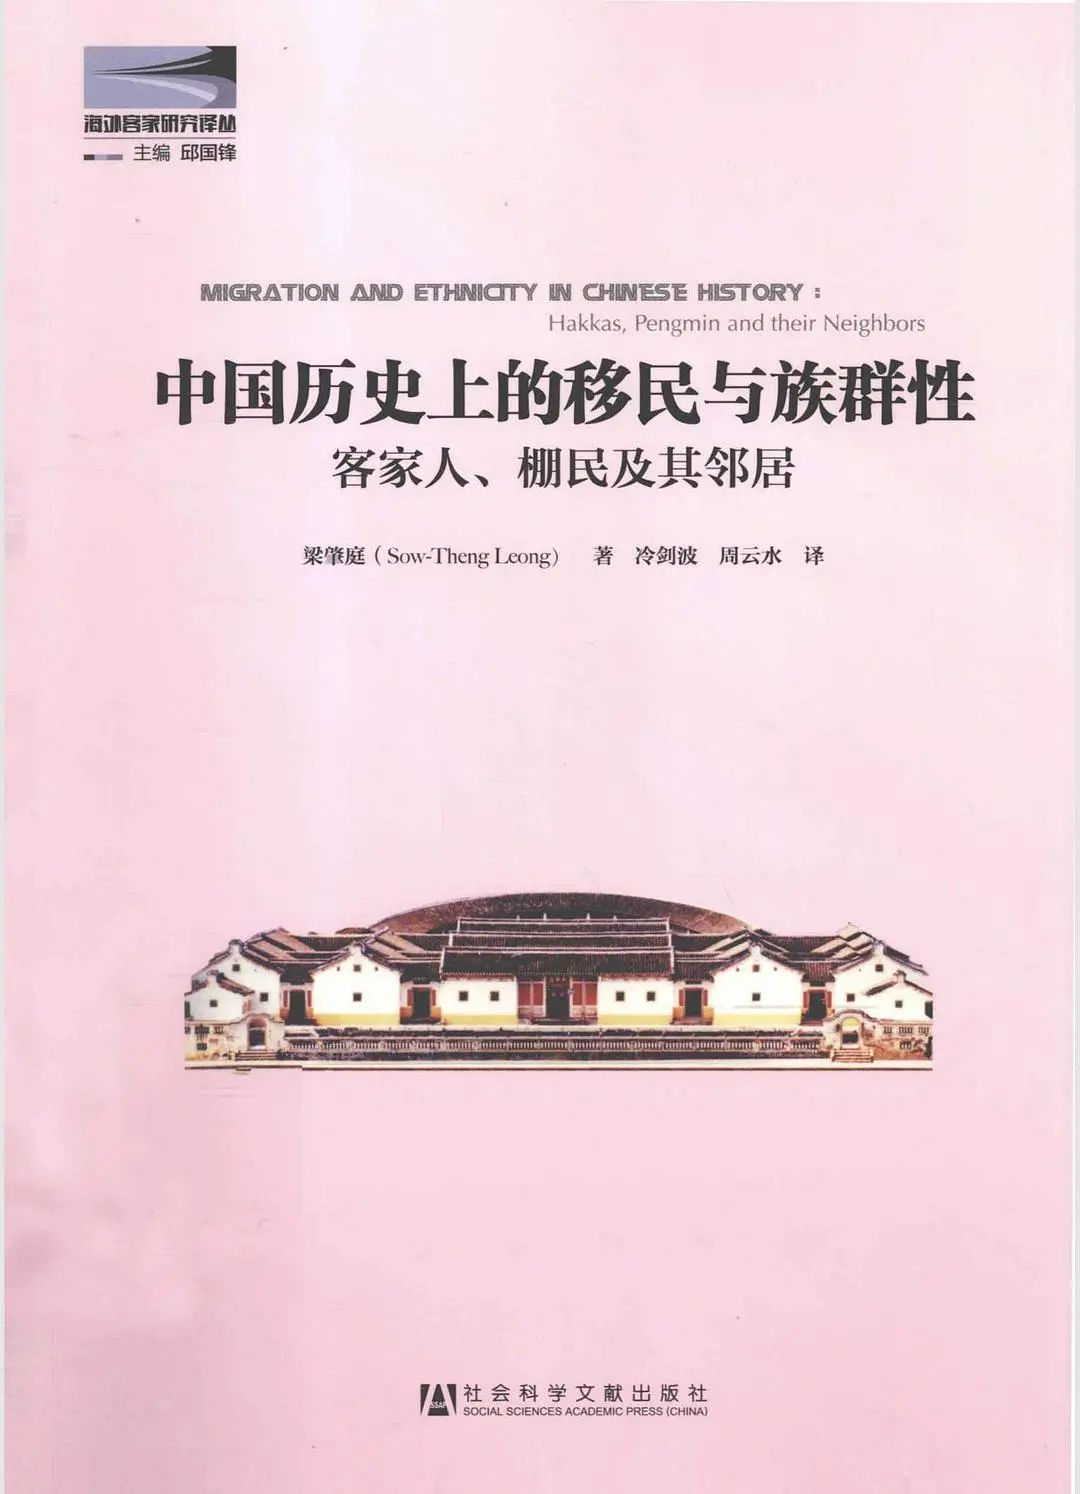 海外客家研究译丛
主编 邱国锋
MIGRATION AND ETHNICITY IN CHINESE HISTORY:
Hakkas, Pengmin and their Neighbors
中国历史上的移民与族群性
客家人、棚民及其邻居
梁肇庭(Sow-Theng Leong) 著 冷剑波 周云水 译
SSAP
社会科学文献出版社
SOCIAL SCIENCES ACADEMIC PRESS (CHINA)